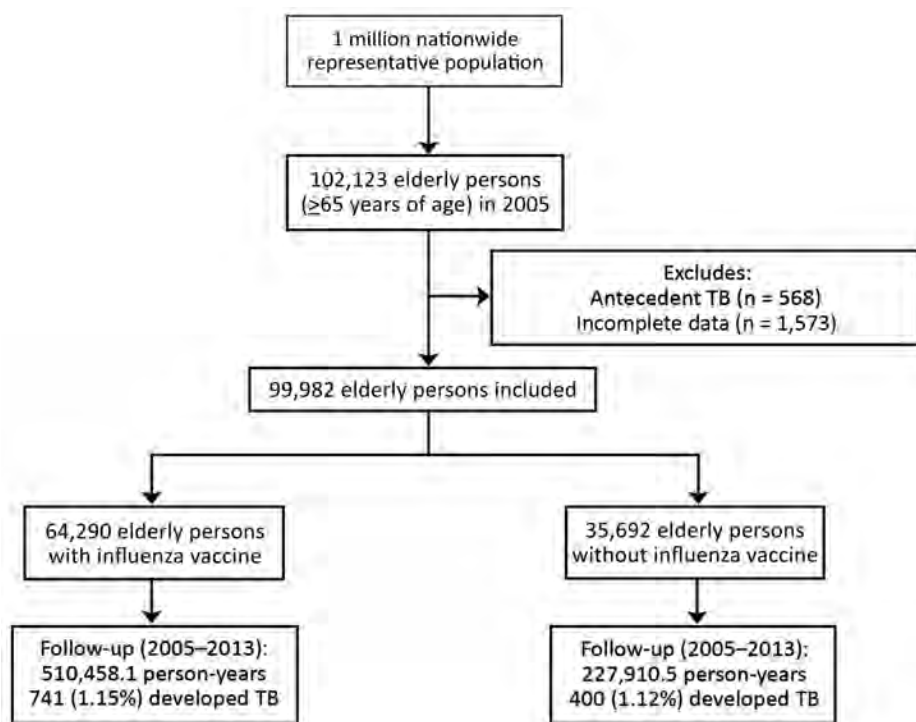 1 million nationwide
representative population
102,123 elderly persons
(≥65 years of age) in 2005
Excludes:
Antecedent TB (n = 568)
Incomplete data (n = 1,573)
99,982 elderly persons included
64,290 elderly persons
with influenza vaccine
35,692 elderly persons
without influenza vaccine
Follow-up (2005–2013):
510,458.1 person-years
741 (1.15%) developed TB
Follow-up (2005–2013):
227,910.5 person-years
400 (1.12%) developed TB